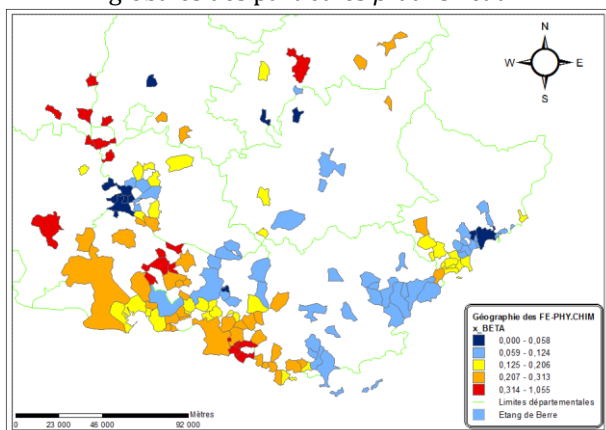 N
W E
S
Géographie des FE-PHY.CHIM
x_BETA
0,000 - 0,058
0,059 - 0,124
0,125 - 0,206
0,207 - 0,313
0,314 - 1,055
Limites départementales
Etang de Berre
Mètres
0 23 000 46 000 92 000